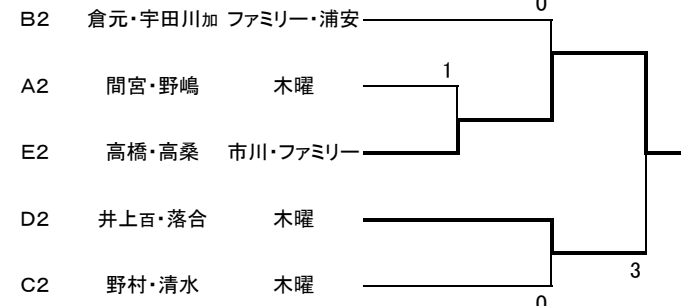 0
B2 倉元・宇田川加 ファミリー・浦安
1
A2 間宮・野嶋 木曜
E2 高橋・高桑 市川・ファミリー
D2 井上百・落合 木曜
3
C2 野村・清水 木曜
0